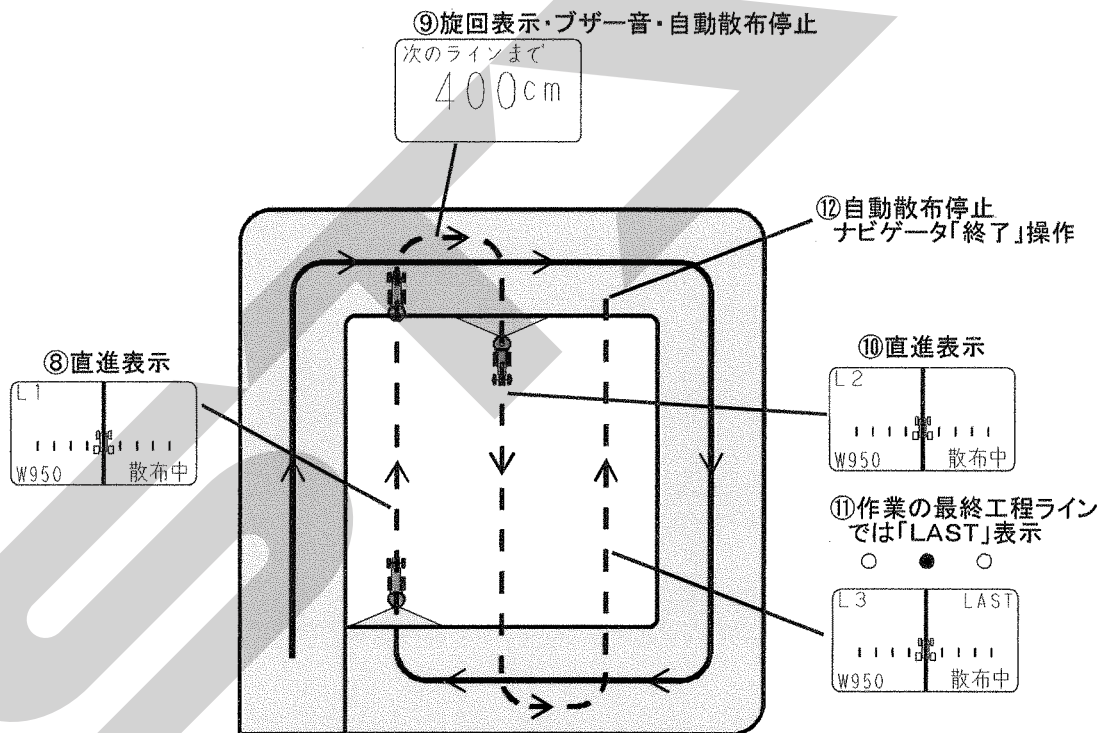 ⑨旋回表示・ブザー音・自動散布停止
次のラインまで
400cm
⑫自動散布停止
ナビゲータ「終了」操作
⑧直進表示
L1
W950 散布中
⑩直進表示
L2
W950 散布中
⑪作業の最終工程ライン
では「LAST」表示
L3 LAST
W950 散布中